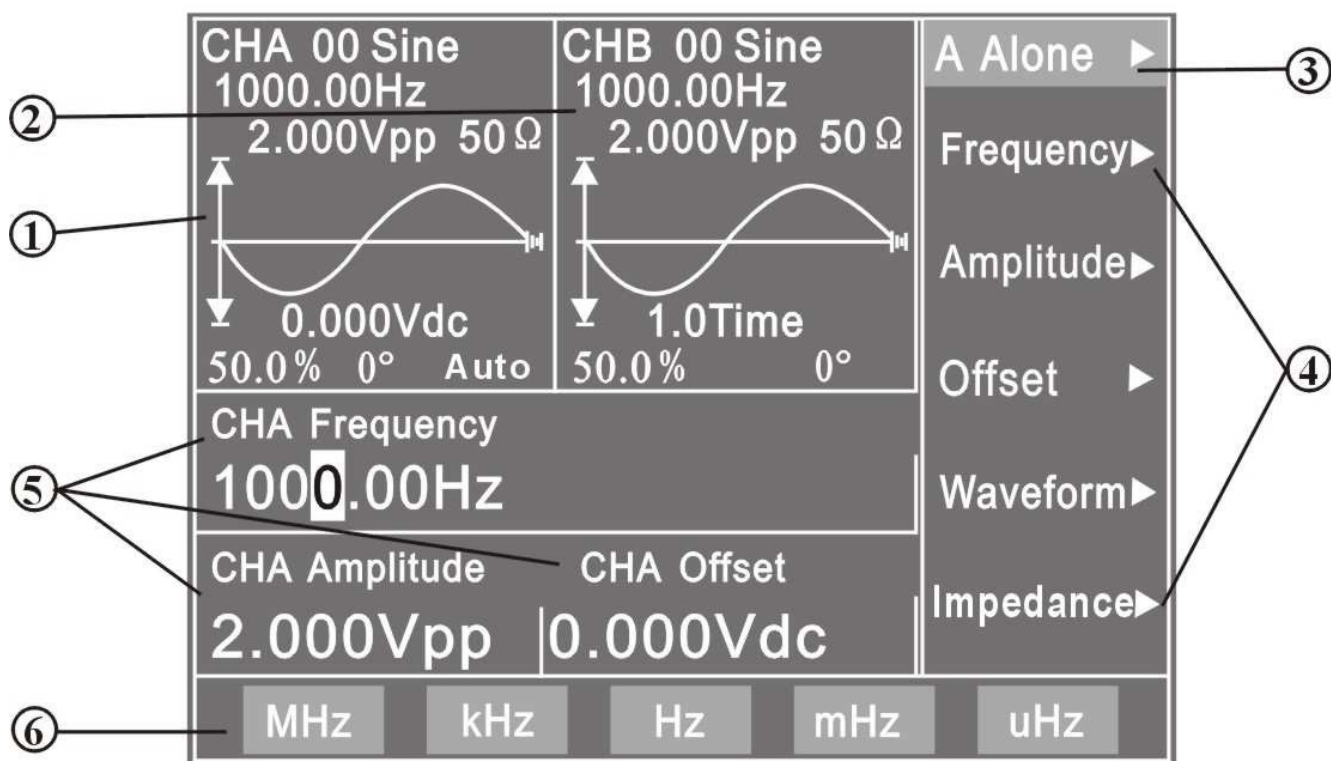 CHA 00 Sine
1000.00Hz
2.000Vpp 50Ω
0.000Vdc
50.0% 0° Auto
CHB 00 Sine
1000.00Hz
2.000Vpp 50Ω
1.0Time
50.0% 0°
A Alone ▶
Frequency▶
Amplitude▶
Offset ▶
Waveform▶
Impedance▶
CHA Frequency
1000.00Hz
CHA Amplitude
2.000Vpp
CHA Offset
0.000Vdc
MHz kHz Hz mHz uHz
①
②
③
④
⑤
⑥